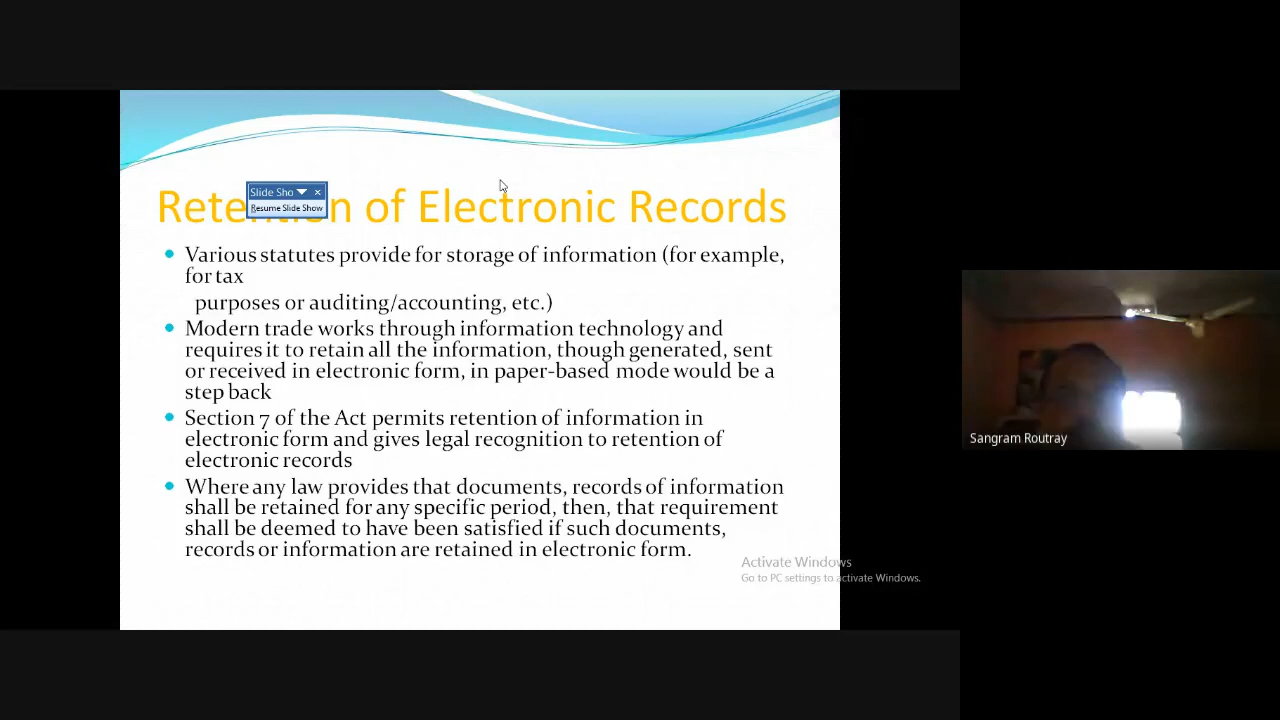 Retention of Electronic Records
Slide Sho
Resume Slide Show
Various statutes provide for storage of information (for example,
for tax
purposes or auditing/accounting, etc.)
Modern trade works through information technology and
requires it to retain all the information, though generated, sent
or received in electronic form, in paper-based mode would be a
step back
Section 7 of the Act permits retention of information in
electronic form and gives legal recognition to retention of
electronic records
Where any law provides that documents, records of information
shall be retained for any specific period, then, that requirement
shall be deemed to have been satisfied if such documents,
records or information are retained in electronic form.
Activate Windows
Go to PC settings to activate Windows.
Sangram Routray